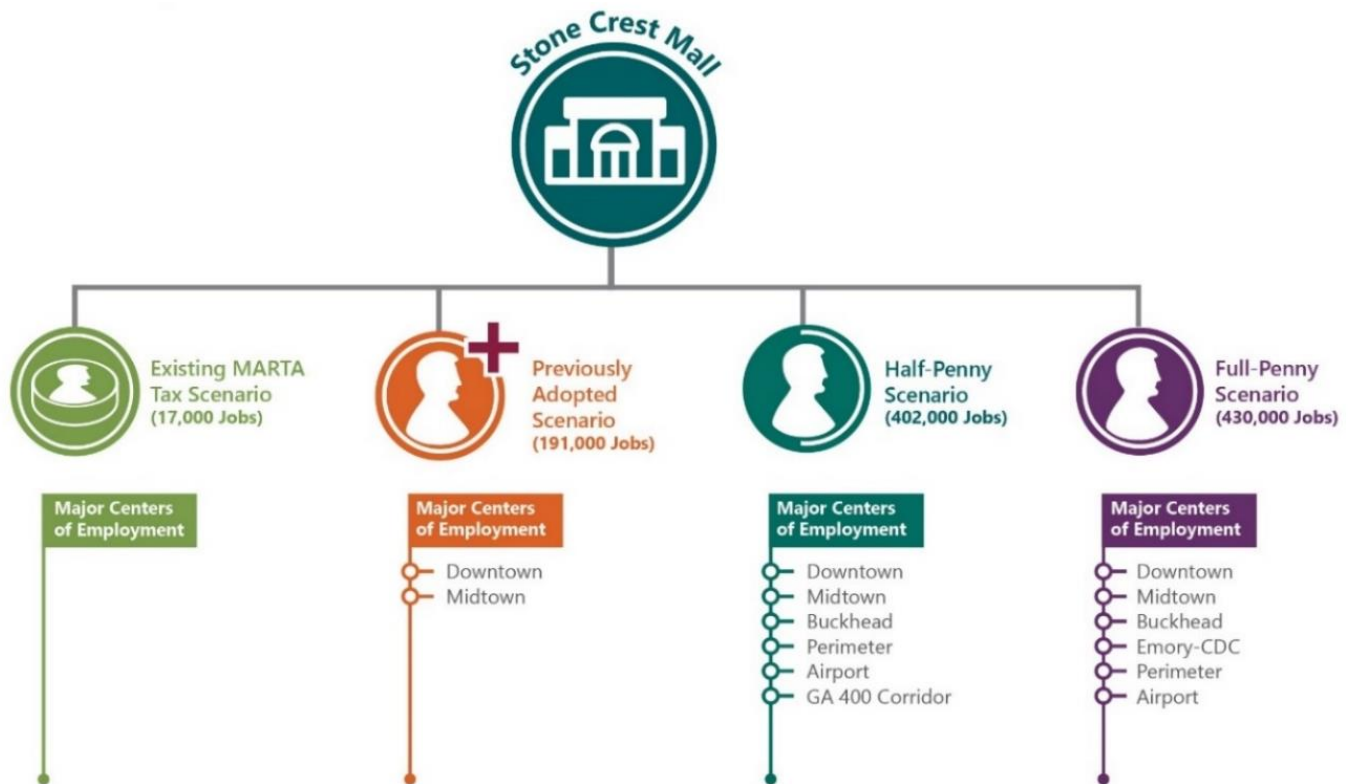 Stone Crest Mall
Existing MARTA
Tax Scenario
(17,000 Jobs)
Previously
Adopted
Scenario
(191,000 Jobs)
Half-Penny
Scenario
(402,000 Jobs)
Full-Penny
Scenario
(430,000 Jobs)
Major Centers
of Employment
Major Centers
of Employment
Downtown
Midtown
Major Centers
of Employment
Downtown
Midtown
Buckhead
Perimeter
Airport
GA 400 Corridor
Major Centers
of Employment
Downtown
Midtown
Buckhead
Emory-CDC
Perimeter
Airport